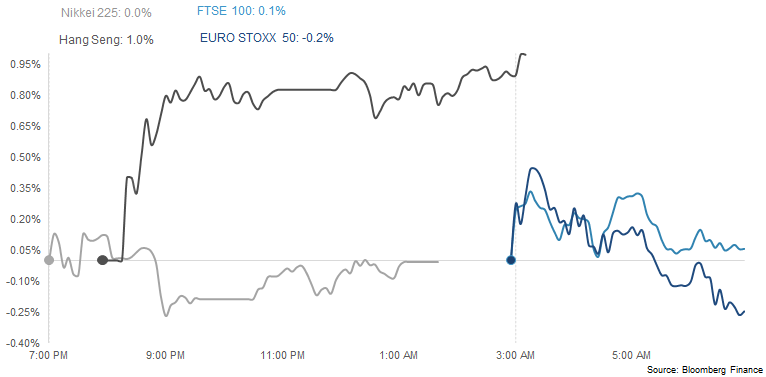 Nikkei 225: 0.0%
FTSE 100: 0.1%
Hang Seng: 1.0%
EURO STOXX 50: -0.2%
0.95%
0.80%
0.65%
0.50%
0.35%
0.20%
0.05%
-0.10%
-0.25%
-0.40%
7:00 PM
9:00 PM
11:00 PM
1:00 AM
3:00 AM
5:00 AM
Source: Bloomberg Finance